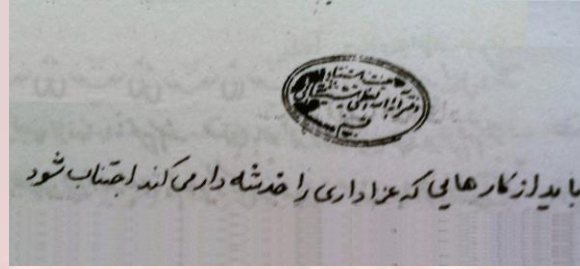 باید از کارهایی که عزاداری را خدشه دار می کند اجتناب شود